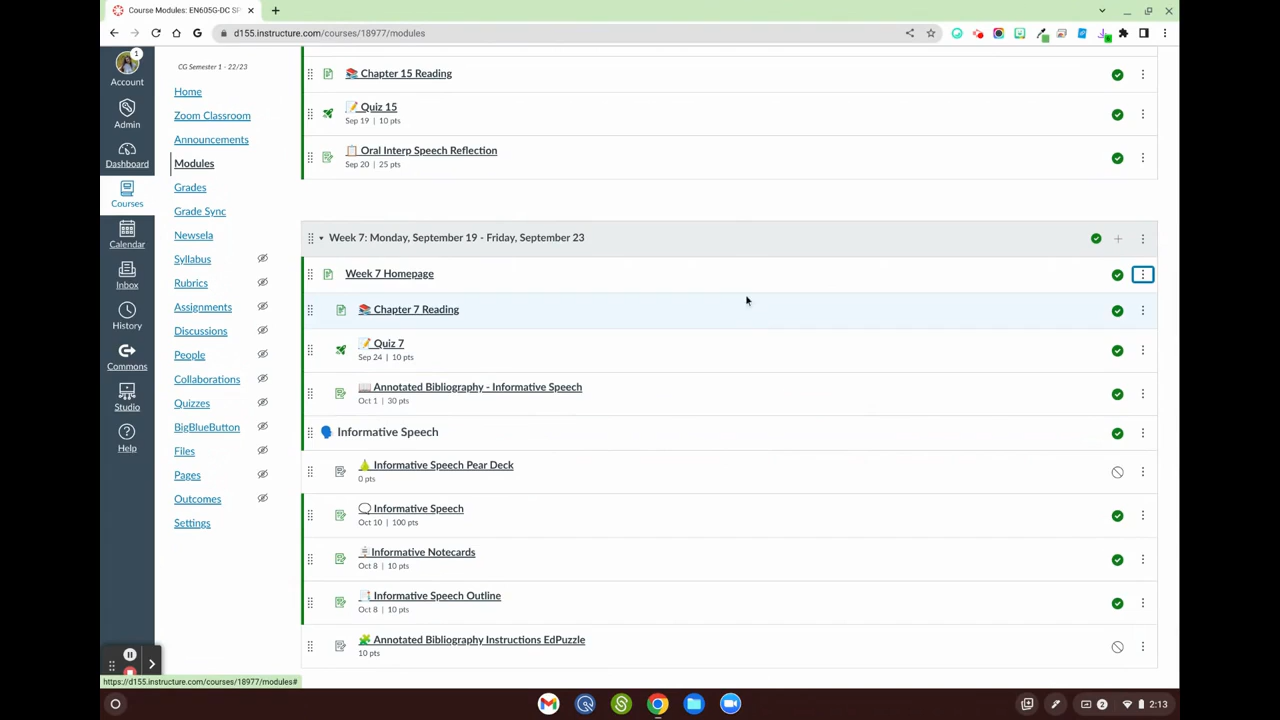 Course Modules: EN605G-DC SP
d155.instructure.com/courses/18977/modules
1
Account
Admin
Dashboard
Courses
Calendar
Inbox
History
Commons
Studio
Help
CG Semester 1 - 22/23
Home
Zoom Classroom
Announcements
Modules
Grades
Grade Sync
Newsela
Syllabus
Rubrics
Assignments
Discussions
People
Collaborations
Quizzes
BigBlueButton
Files
Pages
Outcomes
Settings
Chapter 15 Reading
Quiz 15
Sep 19 | 10 pts
Oral Interp Speech Reflection
Sep 20 | 25 pts
Week 7: Monday, September 19 - Friday, September 23
Week 7 Homepage
Chapter 7 Reading
Quiz 7
Sep 24 | 10 pts
Annotated Bibliography - Informative Speech
Oct 1 | 30 pts
Informative Speech
Informative Speech Pear Deck
0 pts
Informative Speech
Oct 10 | 100 pts
Informative Notecards
Oct 8 | 10 pts
Informative Speech Outline
Oct 8 | 10 pts
Annotated Bibliography Instructions EdPuzzle
10 pts
https://d155.instructure.com/courses/18977/modules#
2
2:13